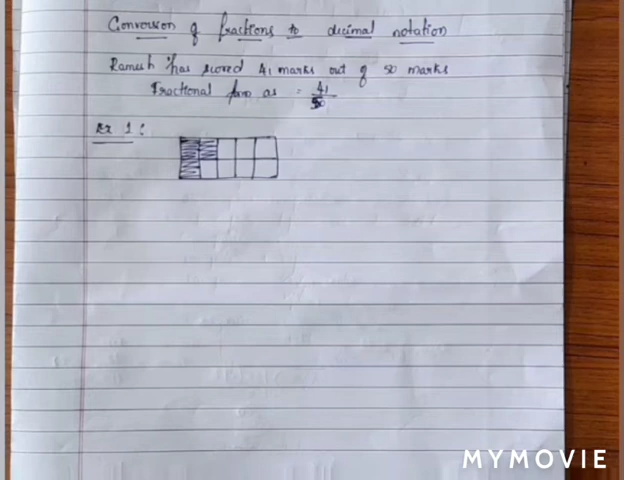 Conversion of fractions to decimal notation
Ramesh has scored 41 marks out of 50 marks
Fractional form as = 41/50
Ex 1 :
MYMOVIE